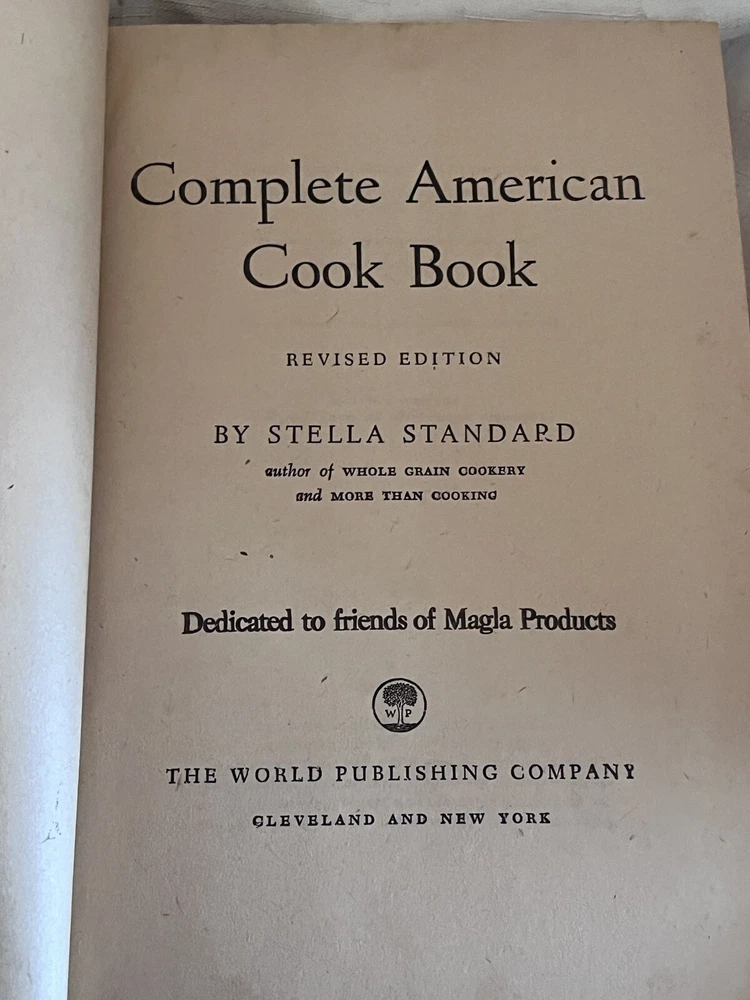 Complete American
Cook Book
REVISED EDITION
BY STELLA STANDARD
author of WHOLE GRAIN COOKERY
and MORE THAN COOKING
Dedicated to friends of Magla Products
W P
THE WORLD PUBLISHING COMPANY
CLEVELAND AND NEW YORK